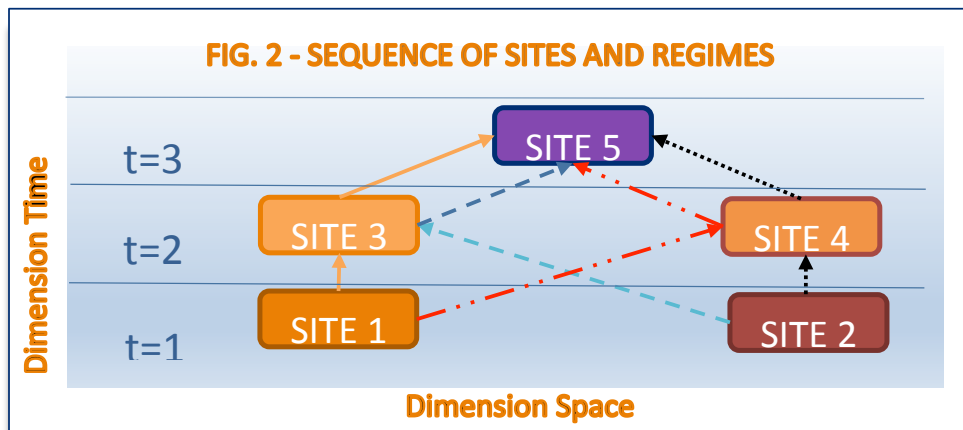 FIG. 2 - SEQUENCE OF SITES AND REGIMES
Dimension Time
t=3
SITE 5
t=2
SITE 3
SITE 4
t=1
SITE 1
SITE 2
Dimension Space